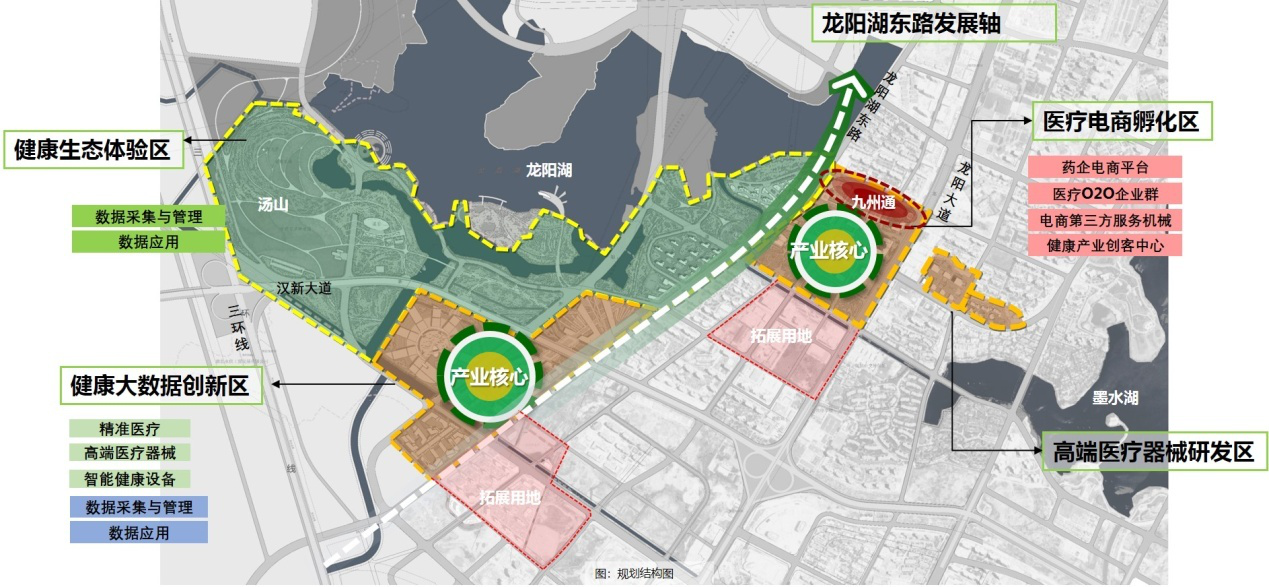 龙阳湖东路发展轴
龙阳湖东路
医疗电商孵化区
药企电商平台
医疗O2O企业群
电商第三方服务机械
健康产业创客中心
龙阳大道
健康生态体验区
数据采集与管理
数据应用
龙阳湖
汤山
九州通
产业核心
汉新大道
三环线
拓展用地
健康大数据创新区
精准医疗
高端医疗器械
智能健康设备
数据采集与管理
数据应用
产业核心
墨水湖
高端医疗器械研发区
拓展用地
线
图：规划结构图